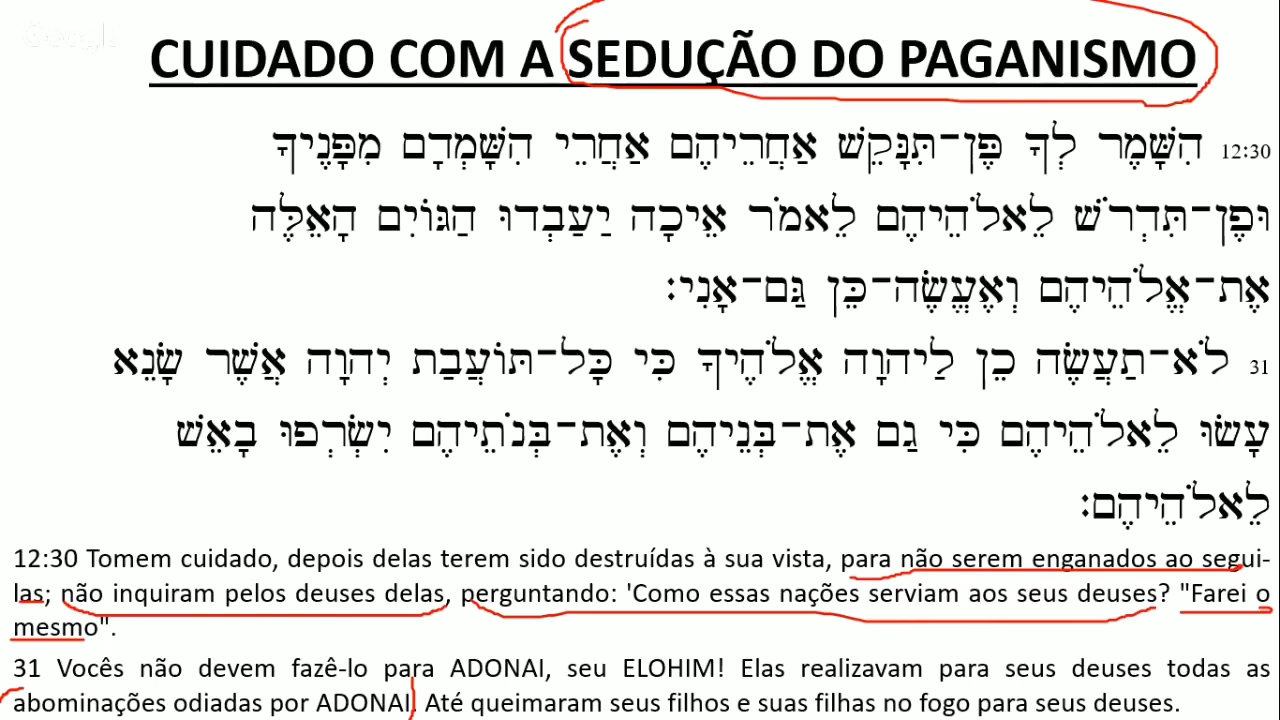 Google
CUIDADO COM A SEDUÇÃO DO PAGANISMO
12:30 הִשָּׁמֶר לְךָ פֶּן־תִּנָּקֵשׁ אַחֲרֵיהֶם אַחֲרֵי הִשָּׁמְדָם מִפָּנֶיךָ
וּפֶן־תִּדְרֹשׁ לֵאלֹהֵיהֶם לֵאמֹר אֵיכָה יַעַבְדוּ הַגּוֹיִם הָאֵלֶּה
אֶת־אֱלֹהֵיהֶם וְאֶעֱשֶׂה־כֵּן גַּם־אָנִי׃
31 לֹא־תַעֲשֶׂה כֵן לַיהוָה אֱלֹהֶיךָ כִּי כָּל־תּוֹעֲבַת יְהוָה אֲשֶׁר שָׂנֵא
עָשׂוּ לֵאלֹהֵיהֶם כִּי גַם אֶת־בְּנֵיהֶם וְאֶת־בְּנֹתֵיהֶם יִשְׂרְפוּ בָאֵשׁ
לֵאלֹהֵיהֶם׃
12:30 Tomem cuidado, depois delas terem sido destruídas à sua vista, para não serem enganados ao segui-
las; não inquiram pelos deuses delas, perguntando: 'Como essas nações serviam aos seus deuses? "Farei o
mesmo".
31 Vocês não devem fazê-lo para ADONAI, seu ELOHIM! Elas realizavam para seus deuses todas as
abominações odiadas por ADONAI. Até queimaram seus filhos e suas filhas no fogo para seus deuses.